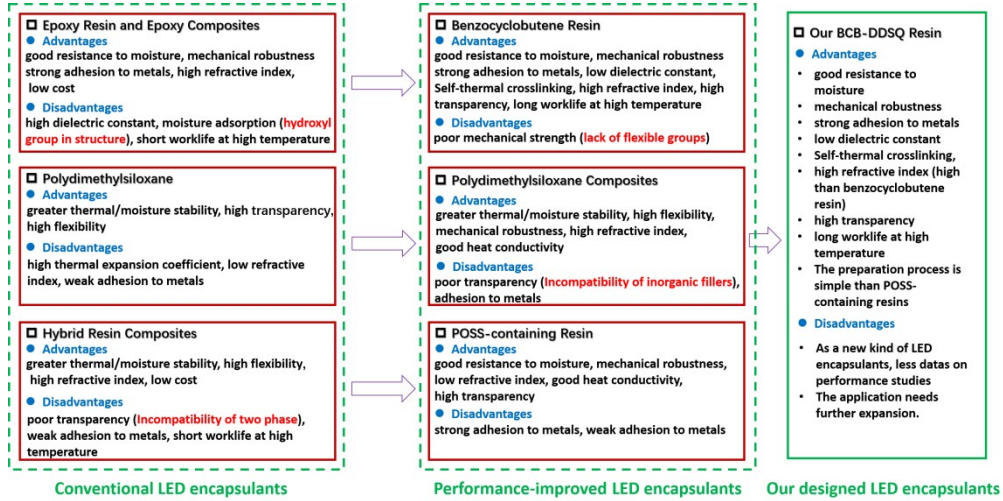 Epoxy Resin and Epoxy Composites
Advantages
good resistance to moisture, mechanical robustness
strong adhesion to metals, high refractive index,
low cost
Disadvantages
high dielectric constant, moisture adsorption (hydroxyl
group in structure), short worklife at high temperature
Polydimethylsiloxane
Advantages
greater thermal/moisture stability, high transparency,
high flexibility
Disadvantages
high thermal expansion coefficient, low refractive
index, weak adhesion to metals
Hybrid Resin Composites
Advantages
greater thermal/moisture stability, high flexibility,
high refractive index, low cost
Disadvantages
poor transparency (Incompatibility of two phase),
weak adhesion to metals, short worklife at high
temperature
Conventional LED encapsulants
Benzocyclobutene Resin
Advantages
good resistance to moisture, mechanical robustness
strong adhesion to metals, low dielectric constant,
Self-thermal crosslinking, high refractive index, high
transparency, long worklife at high temperature
Disadvantages
poor mechanical strength (lack of flexible groups)
Polydimethylsiloxane Composites
Advantages
greater thermal/moisture stability, high flexibility,
mechanical robustness, high refractive index,
good heat conductivity
Disadvantages
poor transparency (Incompatibility of inorganic fillers),
adhesion to metals
POSS-containing Resin
Advantages
good resistance to moisture, mechanical robustness,
low refractive index, good heat conductivity,
high transparency
Disadvantages
strong adhesion to metals, weak adhesion to metals
Performance-improved LED encapsulants
Our BCB-DDSQ Resin
Advantages
• good resistance to
moisture
• mechanical robustness
• strong adhesion to metals
• low dielectric constant
• Self-thermal crosslinking,
• high refractive index (high
than benzocyclobutene
resin)
• high transparency
• long worklife at high
temperature
• The preparation process is
simple than POSS-
containing resins
Disadvantages
• As a new kind of LED
encapsulants, less datas on
performance studies
• The application needs
further expansion.
Our designed LED encapsulants